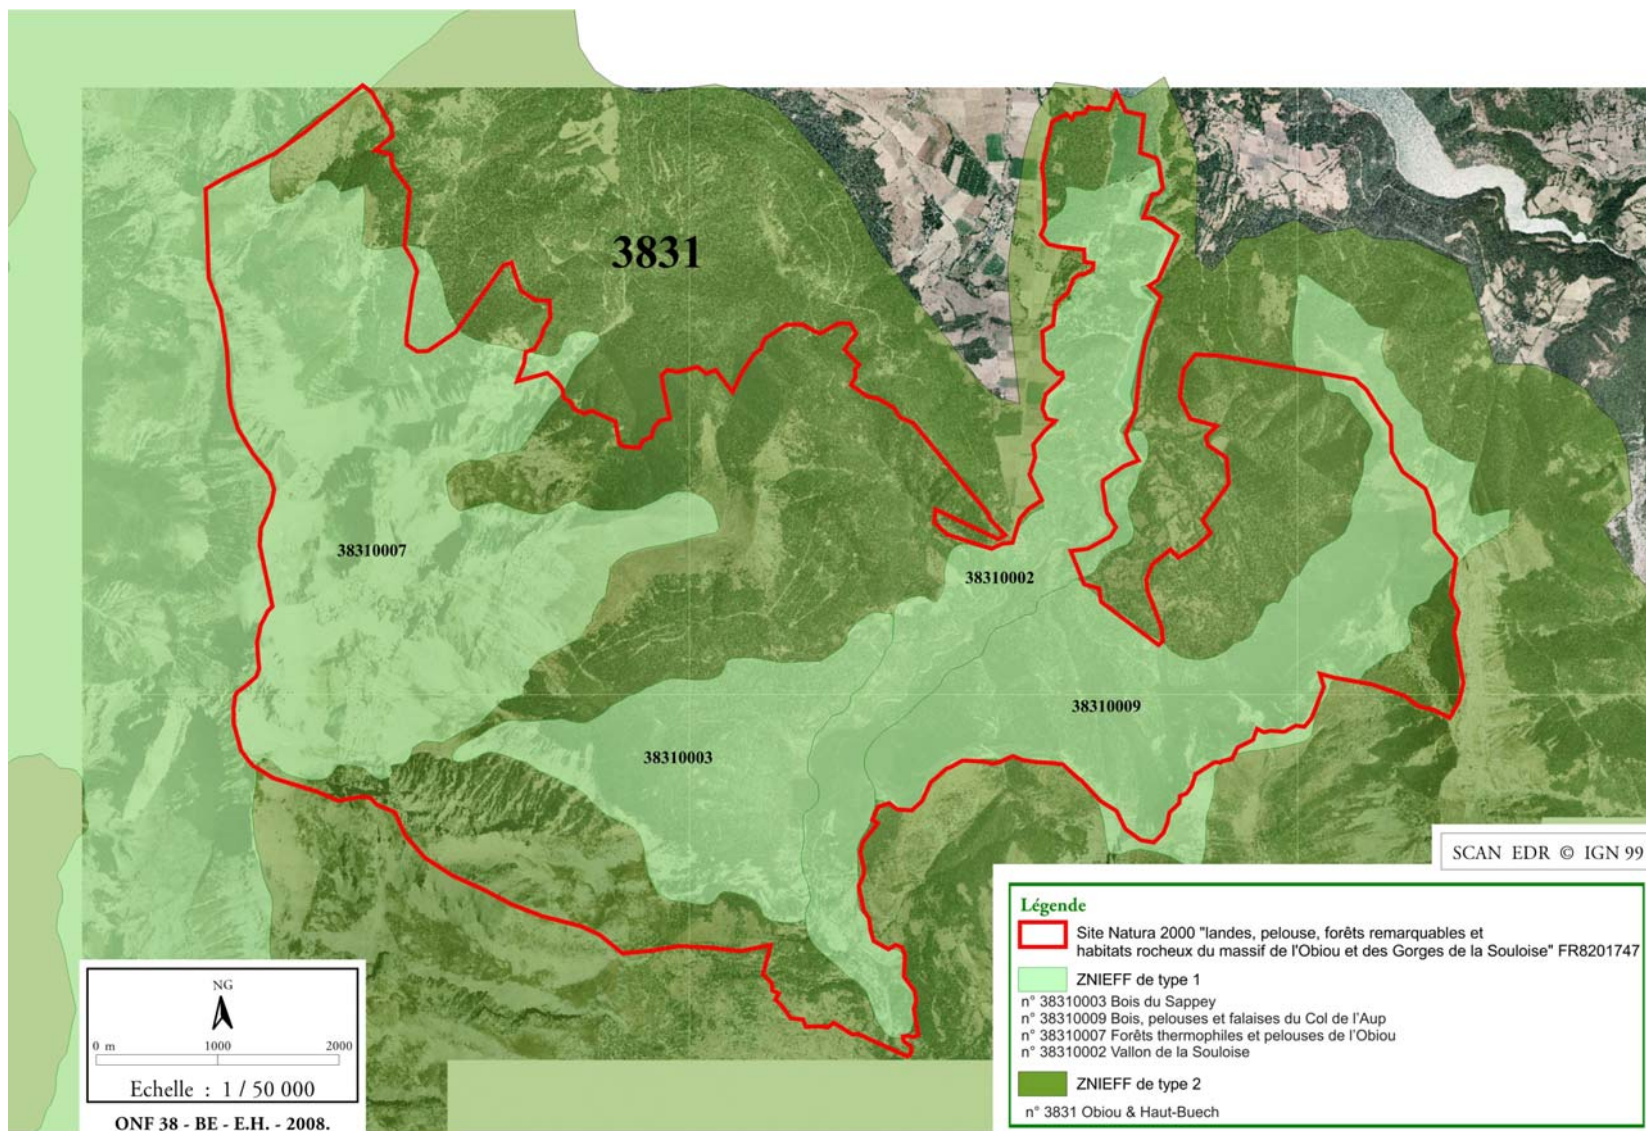 3831
38310007
38310002
38310009
38310003
SCAN EDR © IGN 99
NG
0 m 1000 2000
Echelle : 1 / 50 000
ONF 38 - BE - E.H. - 2008.
Légende
Site Natura 2000 "landes, pelouse, forêts remarquables et
habitats rocheux du massif de l'Obiou et des Gorges de la Souloise" FR8201747
ZNIEFF de type 1
n° 38310003 Bois du Sappey
n° 38310009 Bois, pelouses et falaises du Col de l'Aup
n° 38310007 Forêts thermophiles et pelouses de l'Obiou
n° 38310002 Vallon de la Souloise
ZNIEFF de type 2
n° 3831 Obiou & Haut-Buech